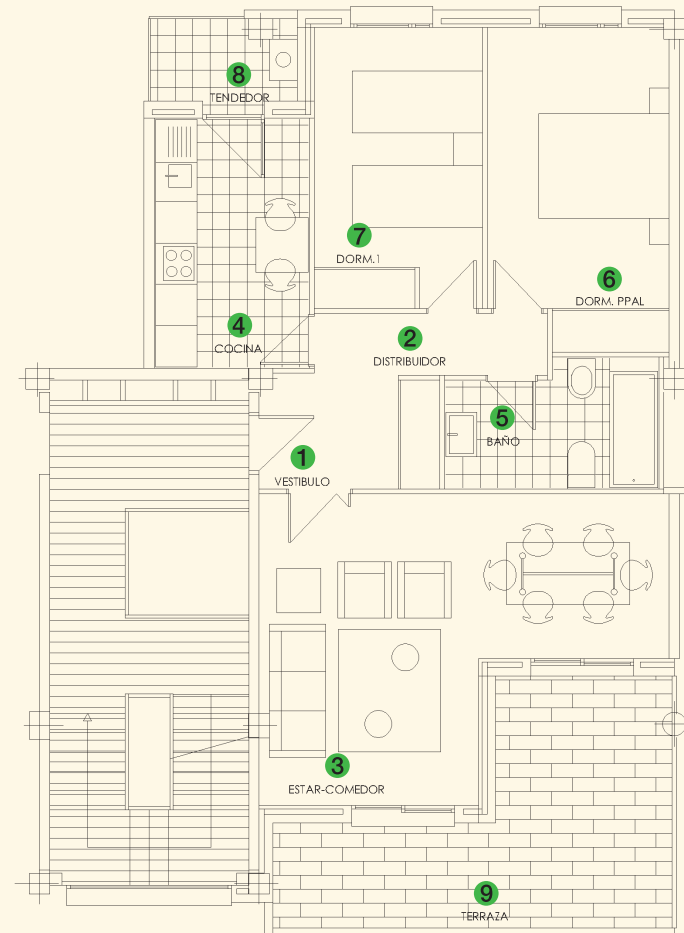 8
TENDEDOR
7
DORM.1
6
DORM. PPAL
4
COCINA
2
DISTRIBUIDOR
5
BAÑO
1
VESTIBULO
3
ESTAR-COMEDOR
9
TERRAZA